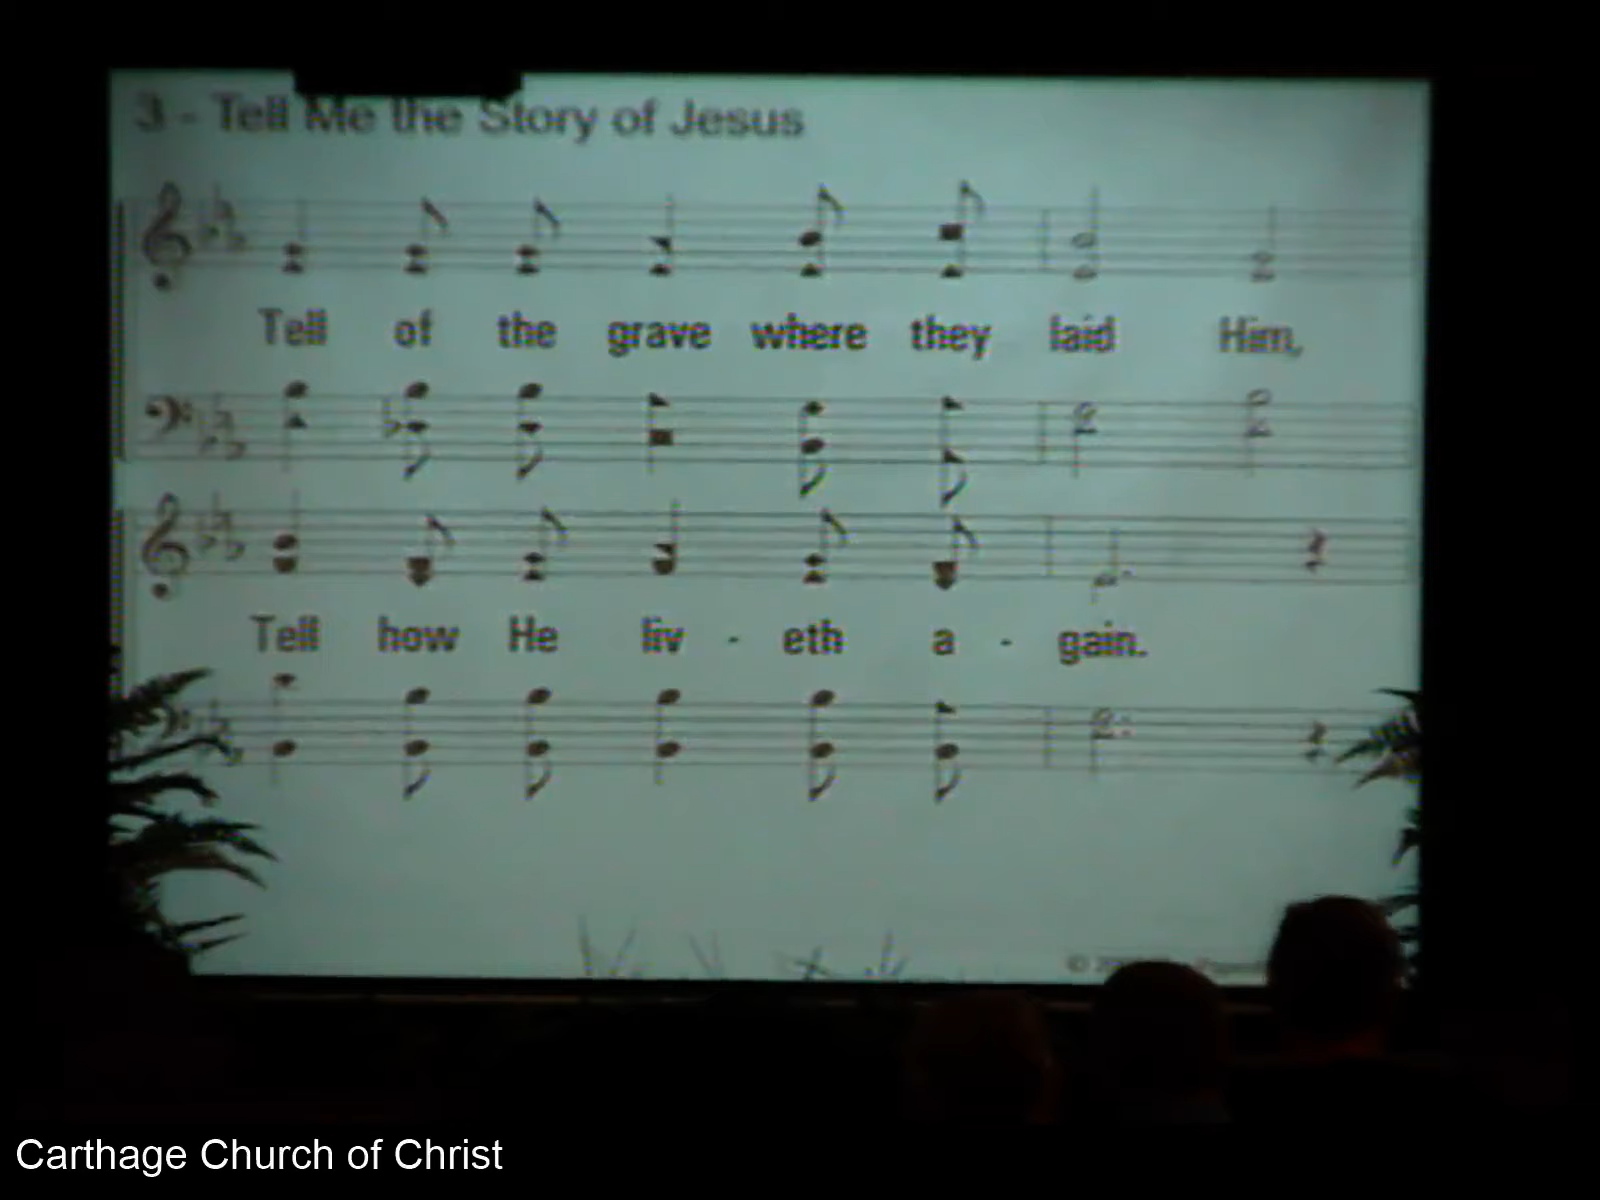 3 - Tell Me the Story of Jesus
Tell of the grave where they laid Him,
Tell how He liv - eth a - gain.
©
Carthage Church of Christ